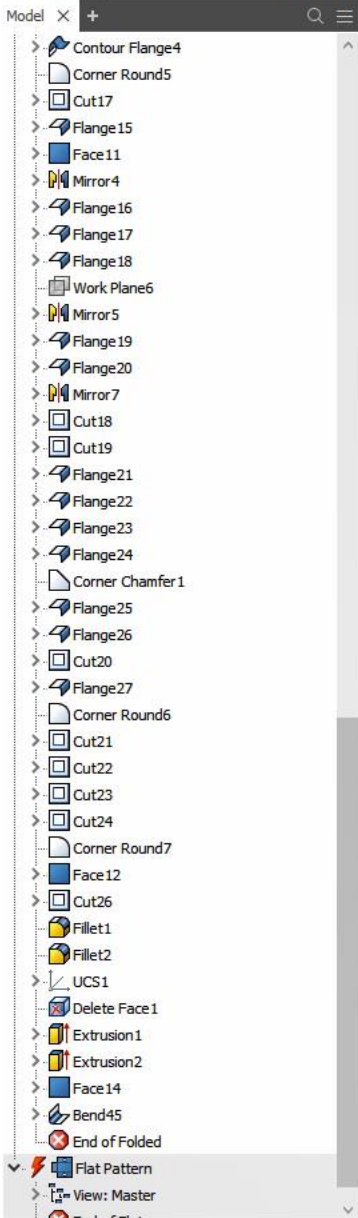 Model
Contour Flange4
Corner Round5
Cut17
Flange15
Face11
Mirror4
Flange16
Flange17
Flange18
Work Plane6
Mirror5
Flange19
Flange20
Mirror7
Cut18
Cut19
Flange21
Flange22
Flange23
Flange24
Corner Chamfer1
Flange25
Flange26
Cut20
Flange27
Corner Round6
Cut21
Cut22
Cut23
Cut24
Corner Round7
Face12
Cut26
Fillet1
Fillet2
UCS1
Delete Face1
Extrusion1
Extrusion2
Face14
Bend45
End of Folded
Flat Pattern
View: Master